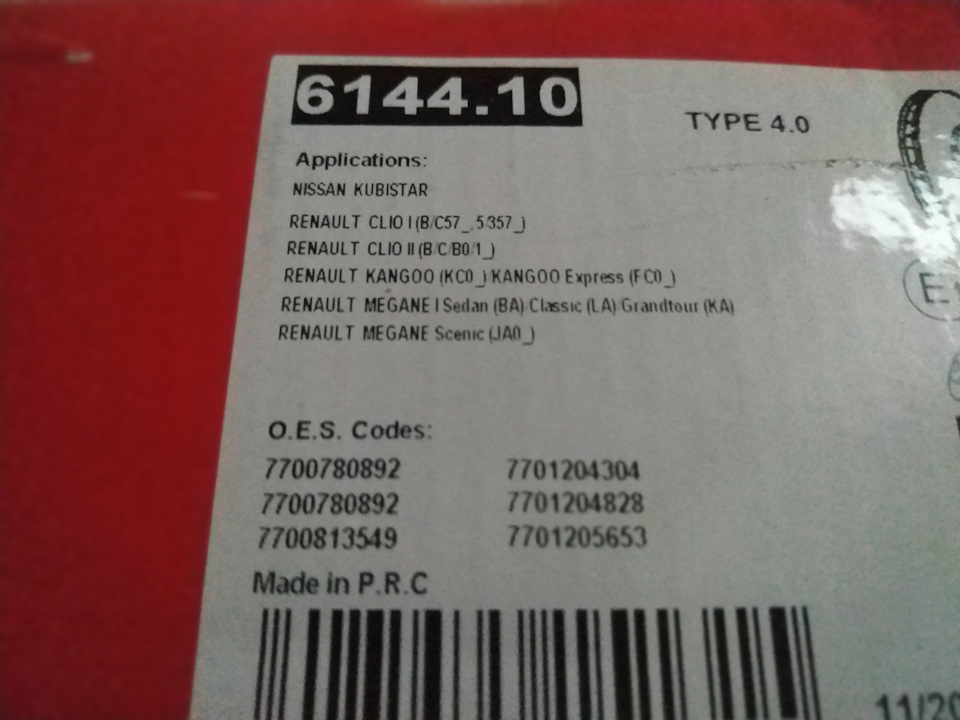 6144.10
TYPE 4.0
Applications:
NISSAN KUBISTAR
RENAULT CLIO I (B/C57_, 5/357_)
RENAULT CLIO II (B/C/B0/1_)
RENAULT KANGOO (KC0_)/KANGOO Express (FC0_)
RENAULT MEGANE I Sedan (BA)/Classic (LA)/Grandtour (KA)
RENAULT MEGANE Scenic (JA0_)
O.E.S. Codes:
7700780892 7701204304
7700780892 7701204828
7700813549 7701205653
Made in P.R.C